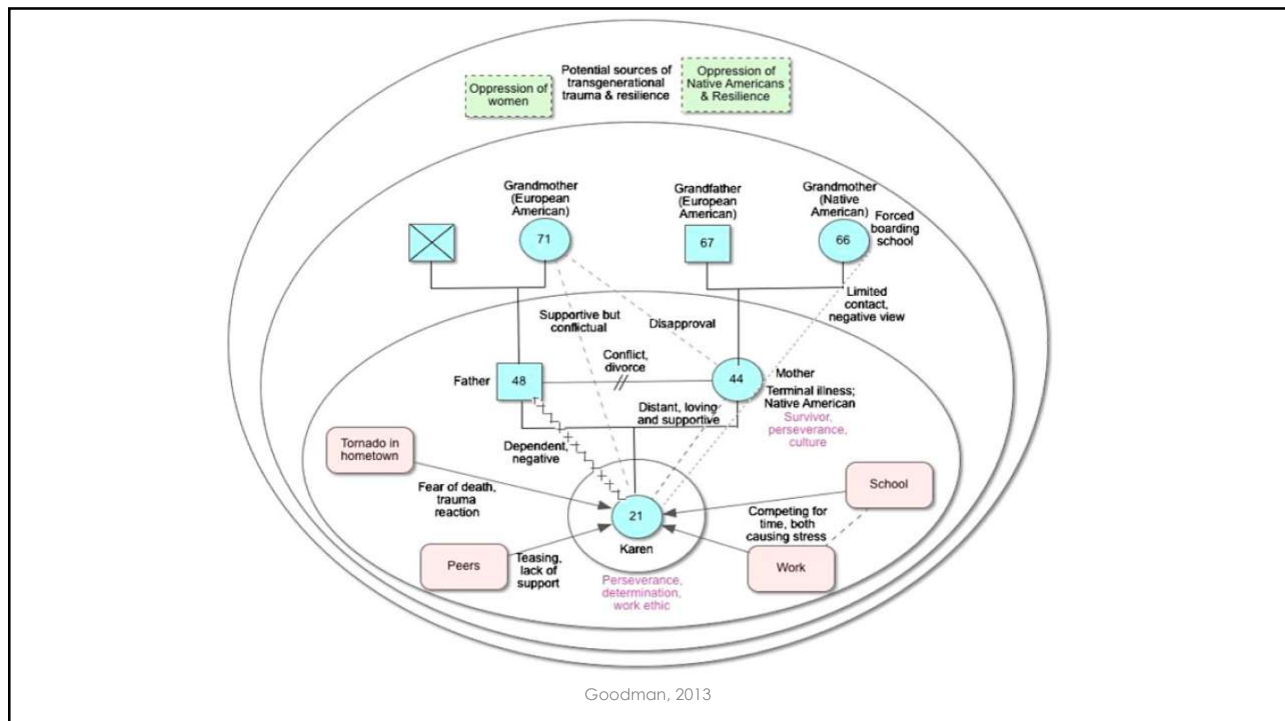 Oppression of
women
Potential sources of
transgenerational
trauma & resilience
Oppression of
Native Americans
& Resilience
Grandmother
(European
American)
Grandfather
(European
American)
Grandmother
(Native
American)
Forced
boarding
school
71
67
66
Supportive but
conflictual
Disapproval
Limited
contact,
negative view
Father
48
Conflict,
divorce
44
Mother
Terminal illness;
Native American
Survivor,
perseverance,
culture
Distant, loving
and supportive
Dependent,
negative
Tornado in
hometown
Fear of death,
trauma
reaction
School
Competing for
time, both
causing stress
21
Karen
Peers
Teasing,
lack of
support
Work
Perseverance,
determination,
work ethic
Goodman, 2013